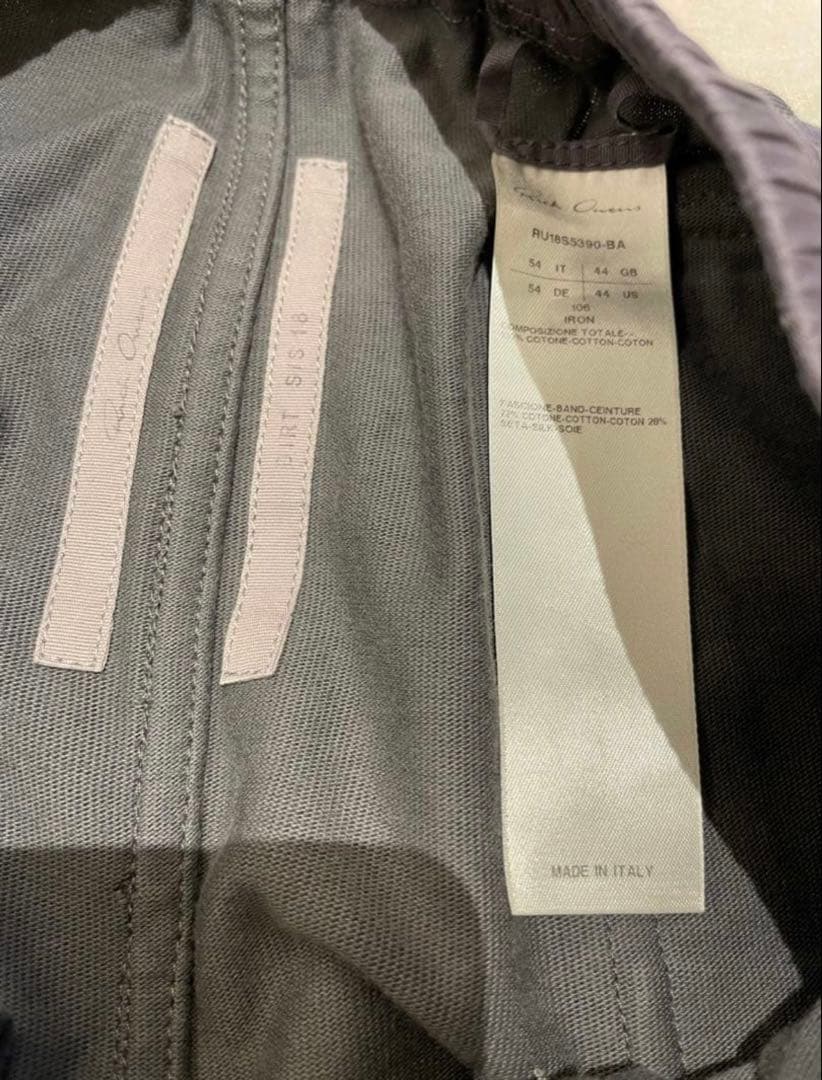 Rick Owens
DIRT S/S 18
Rick Owens
RU18S5390-BA
54 IT 44 GB
54 DE 44 US
106
IRON
COMPOSIZIONE TOTALE-
COTONE-COTTON-COTON
FASCIONE-BAND-CEINTURE
72% COTONE-COTTON-COTON 28%
SETA-SILK-SOIE
MADE IN ITALY